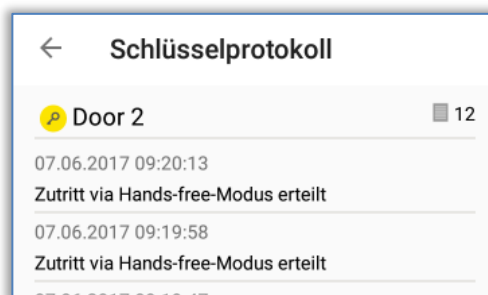 Schlüsselprotokoll
Door 2 12
07.06.2017 09:20:13
Zutritt via Hands-free-Modus erteilt
07.06.2017 09:19:58
Zutritt via Hands-free-Modus erteilt